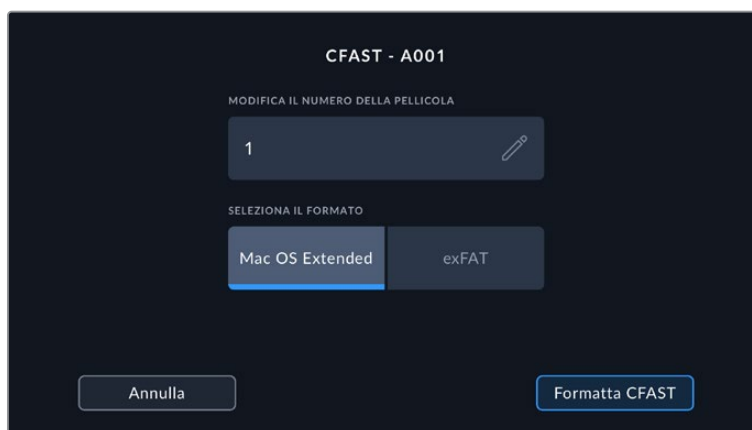 CFAST - A001
MODIFICA IL NUMERO DELLA PELLICOLA
1
SELEZIONA IL FORMATO
Mac OS Extended exFAT
Annulla Formatta CFAST